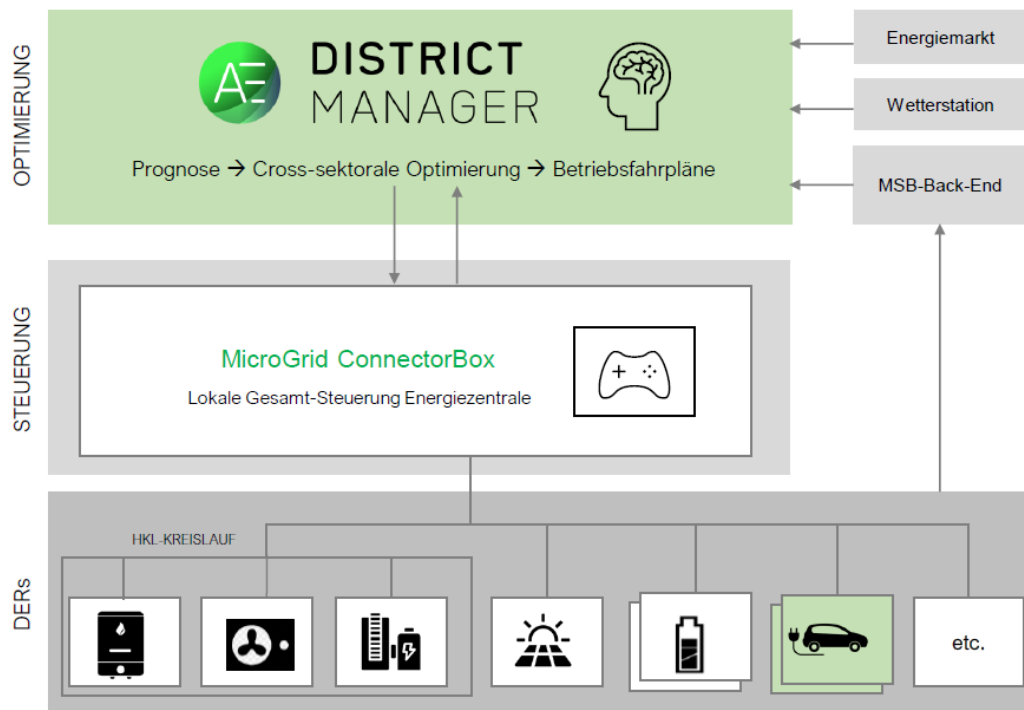 OPTIMIERUNG
AE
DISTRICT
MANAGER
Prognose → Cross-sektorale Optimierung → Betriebsfahrpläne
Energiemarkt
Wetterstation
MSB-Back-End
STEUERUNG
MicroGrid ConnectorBox
Lokale Gesamt-Steuerung Energiezentrale
DERs
HKL-KREISLAUF
etc.